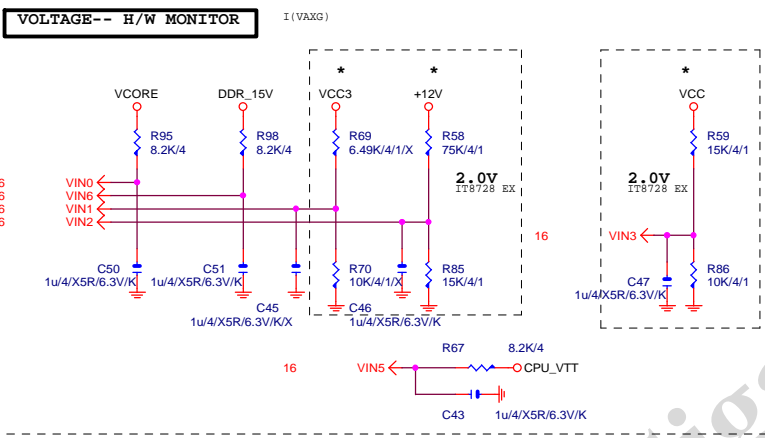 VOLTAGE-- H/W MONITOR
I(VAXG)
* * *
VCORE DDR_15V VCC3 +12V VCC
R95 8.2K/4
R98 8.2K/4
R69 6.49K/4/1/X
R58 75K/4/1
R59 15K/4/1
2.0V
IT8728 EX
2.0V
IT8728 EX
6 VIN0
6 VIN6
6 VIN1
6 VIN2
16 VIN3
C50 1u/4/X5R/6.3V/K
C51 1u/4/X5R/6.3V/K
C45 1u/4/X5R/6.3V/K/X
R70 10K/4/1/X
C46 1u/4/X5R/6.3V/K
R85 15K/4/1
C47 1u/4/X5R/6.3V/K
R86 10K/4/1
R67 8.2K/4
16 VIN5 CPU_VTT
C43 1u/4/X5R/6.3V/K